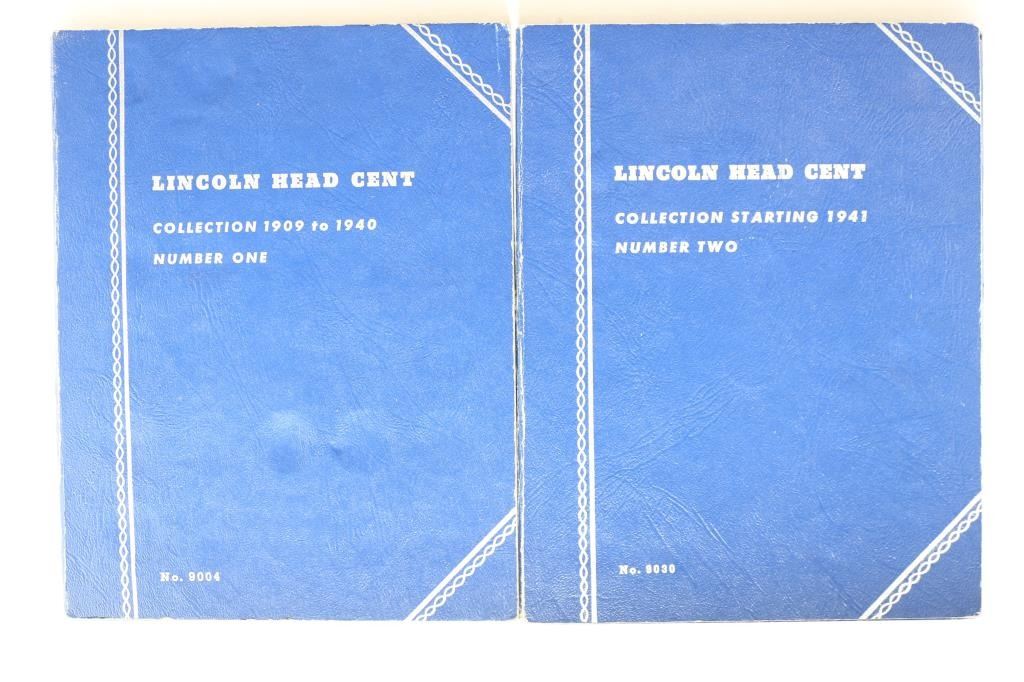 LINCOLN HEAD CENT
COLLECTION 1909 to 1940
NUMBER ONE
No. 9004
LINCOLN HEAD CENT
COLLECTION STARTING 1941
NUMBER TWO
No. 9030